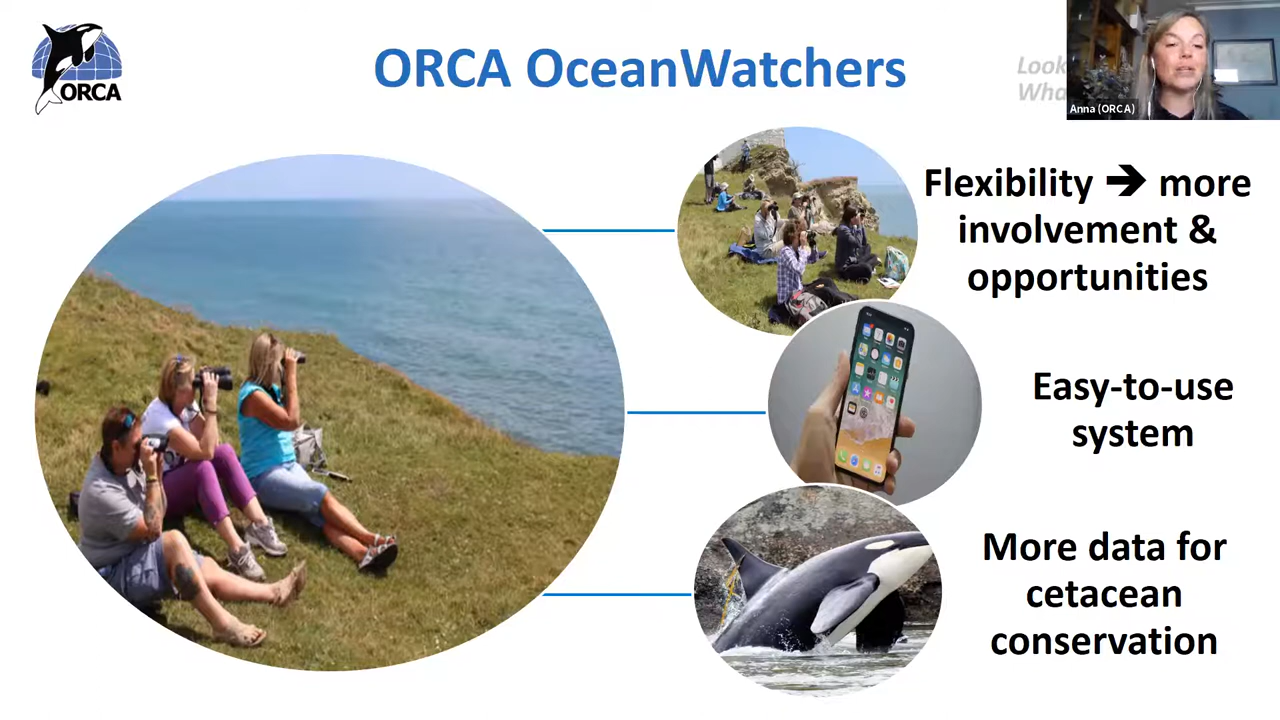 ORCA
ORCA OceanWatchers
Look
Anna (ORCA)
Flexibility ➔ more
involvement &
opportunities
Easy-to-use
system
More data for
cetacean
conservation